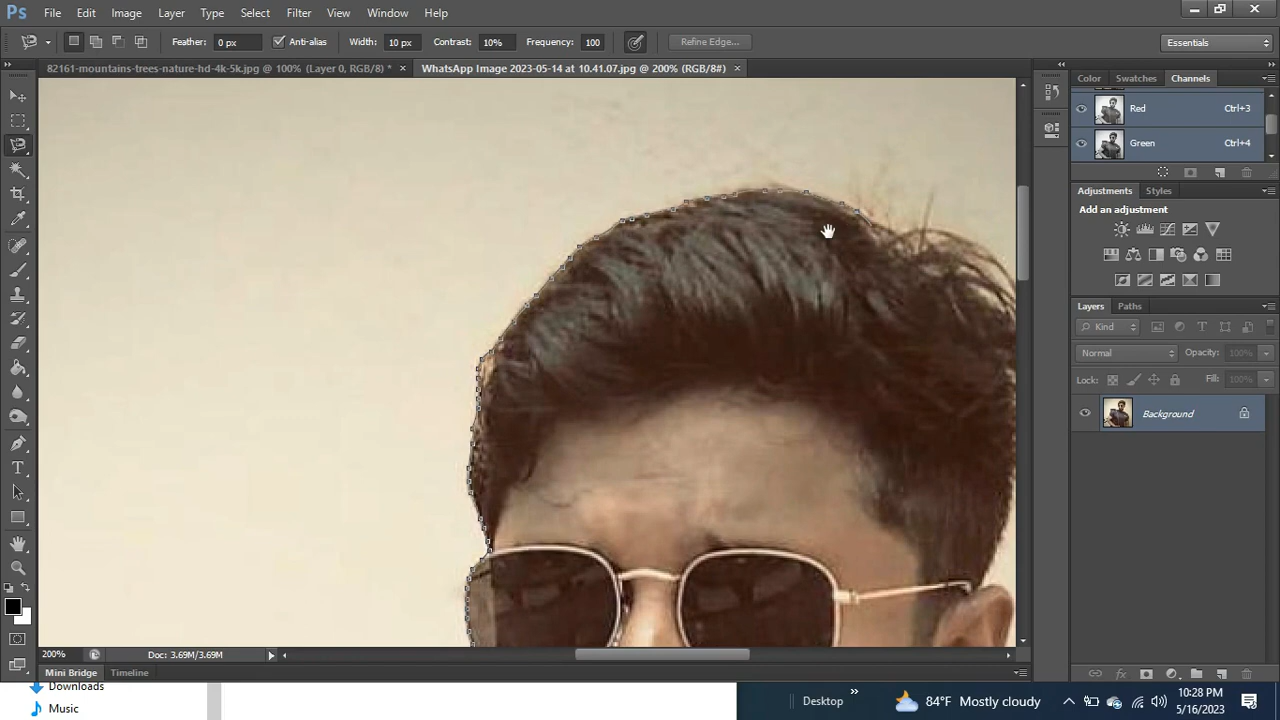 Ps File Edit Image Layer Type Select Filter View Window Help
Feather: 0 px Anti-alias Width: 10 px Contrast: 10% Frequency: 100 Refine Edge... Essentials
82161-mountains-trees-nature-hd-4k-5k.jpg @ 100% (Layer 0, RGB/8) * × WhatsApp Image 2023-05-14 at 10.41.07.jpg @ 200% (RGB/8#) ×
Color Swatches Channels
Red Ctrl+3
Green Ctrl+4
Adjustments Styles
Add an adjustment
Layers Paths
Kind
Normal Opacity: 100%
Lock: Fill: 100%
Background
200% Doc: 3.69M/3.69M
Mini Bridge Timeline
Downloads
Music
Desktop 84°F Mostly cloudy 10:28 PM
5/16/2023